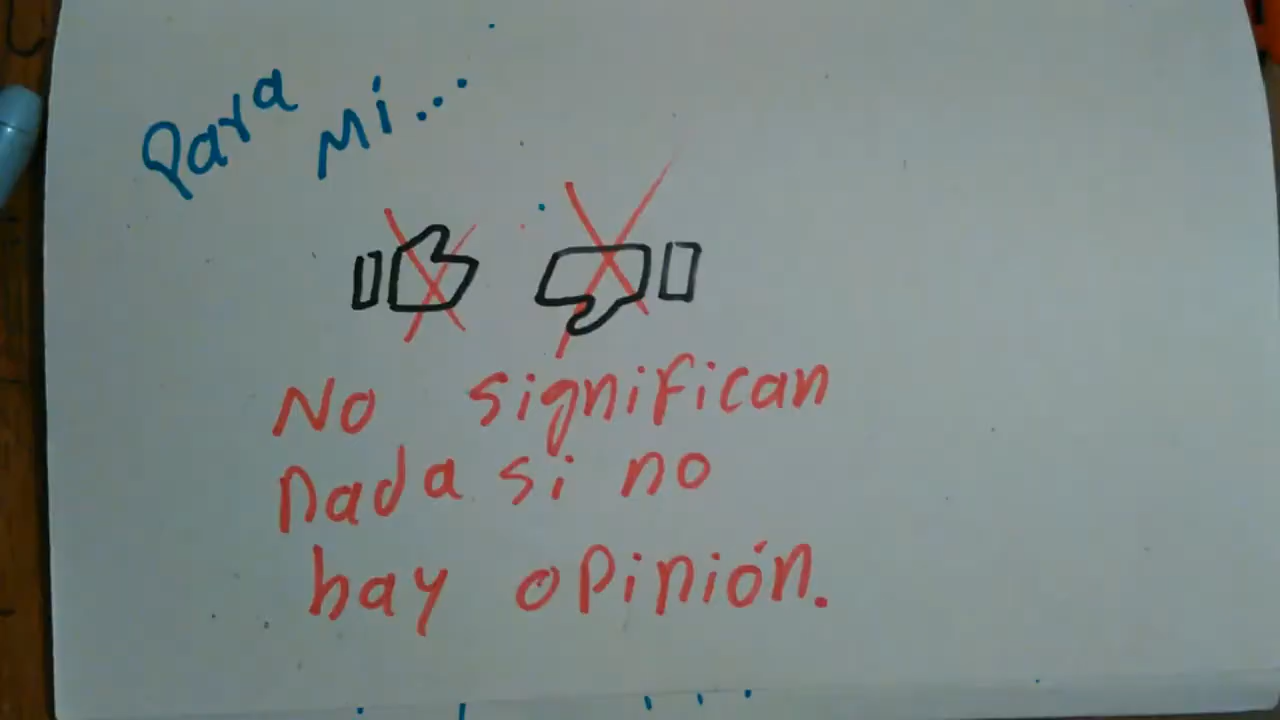 Para mi...
No significan
nada si no
hay opinión.